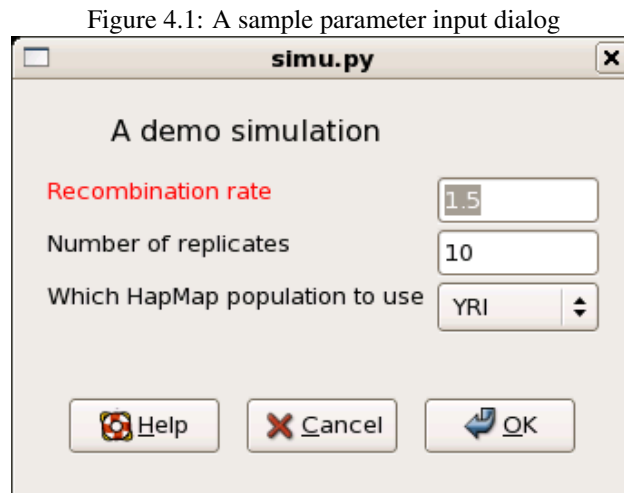 Figure 4.1: A sample parameter input dialog
simu.py
A demo simulation
Recombination rate 1.5
Number of replicates 10
Which HapMap population to use YRI
Help Cancel OK